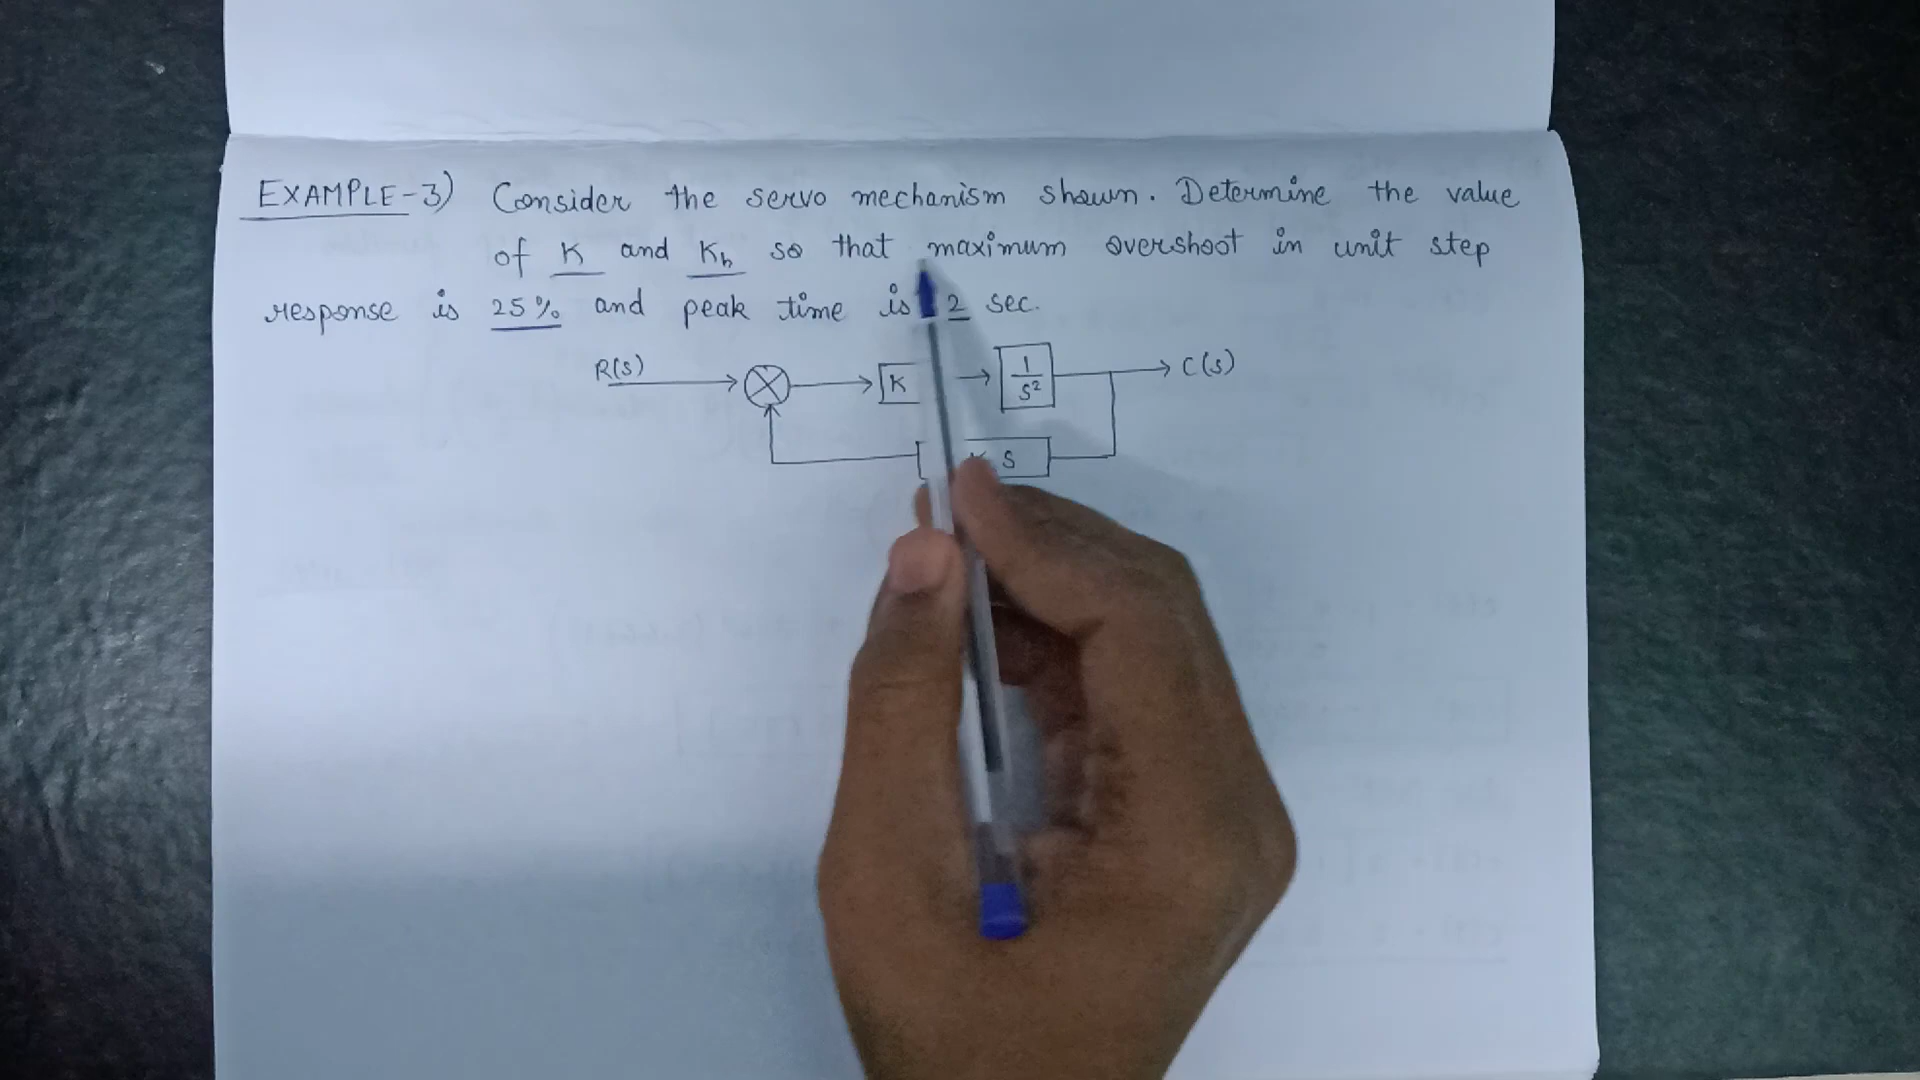 EXAMPLE-3) Consider the servo mechanism shown. Determine the value
of K and Kh so that maximum overshoot in unit step
response is 25% and peak time is 2 sec.
R(S) K 1/S² C(S)
S